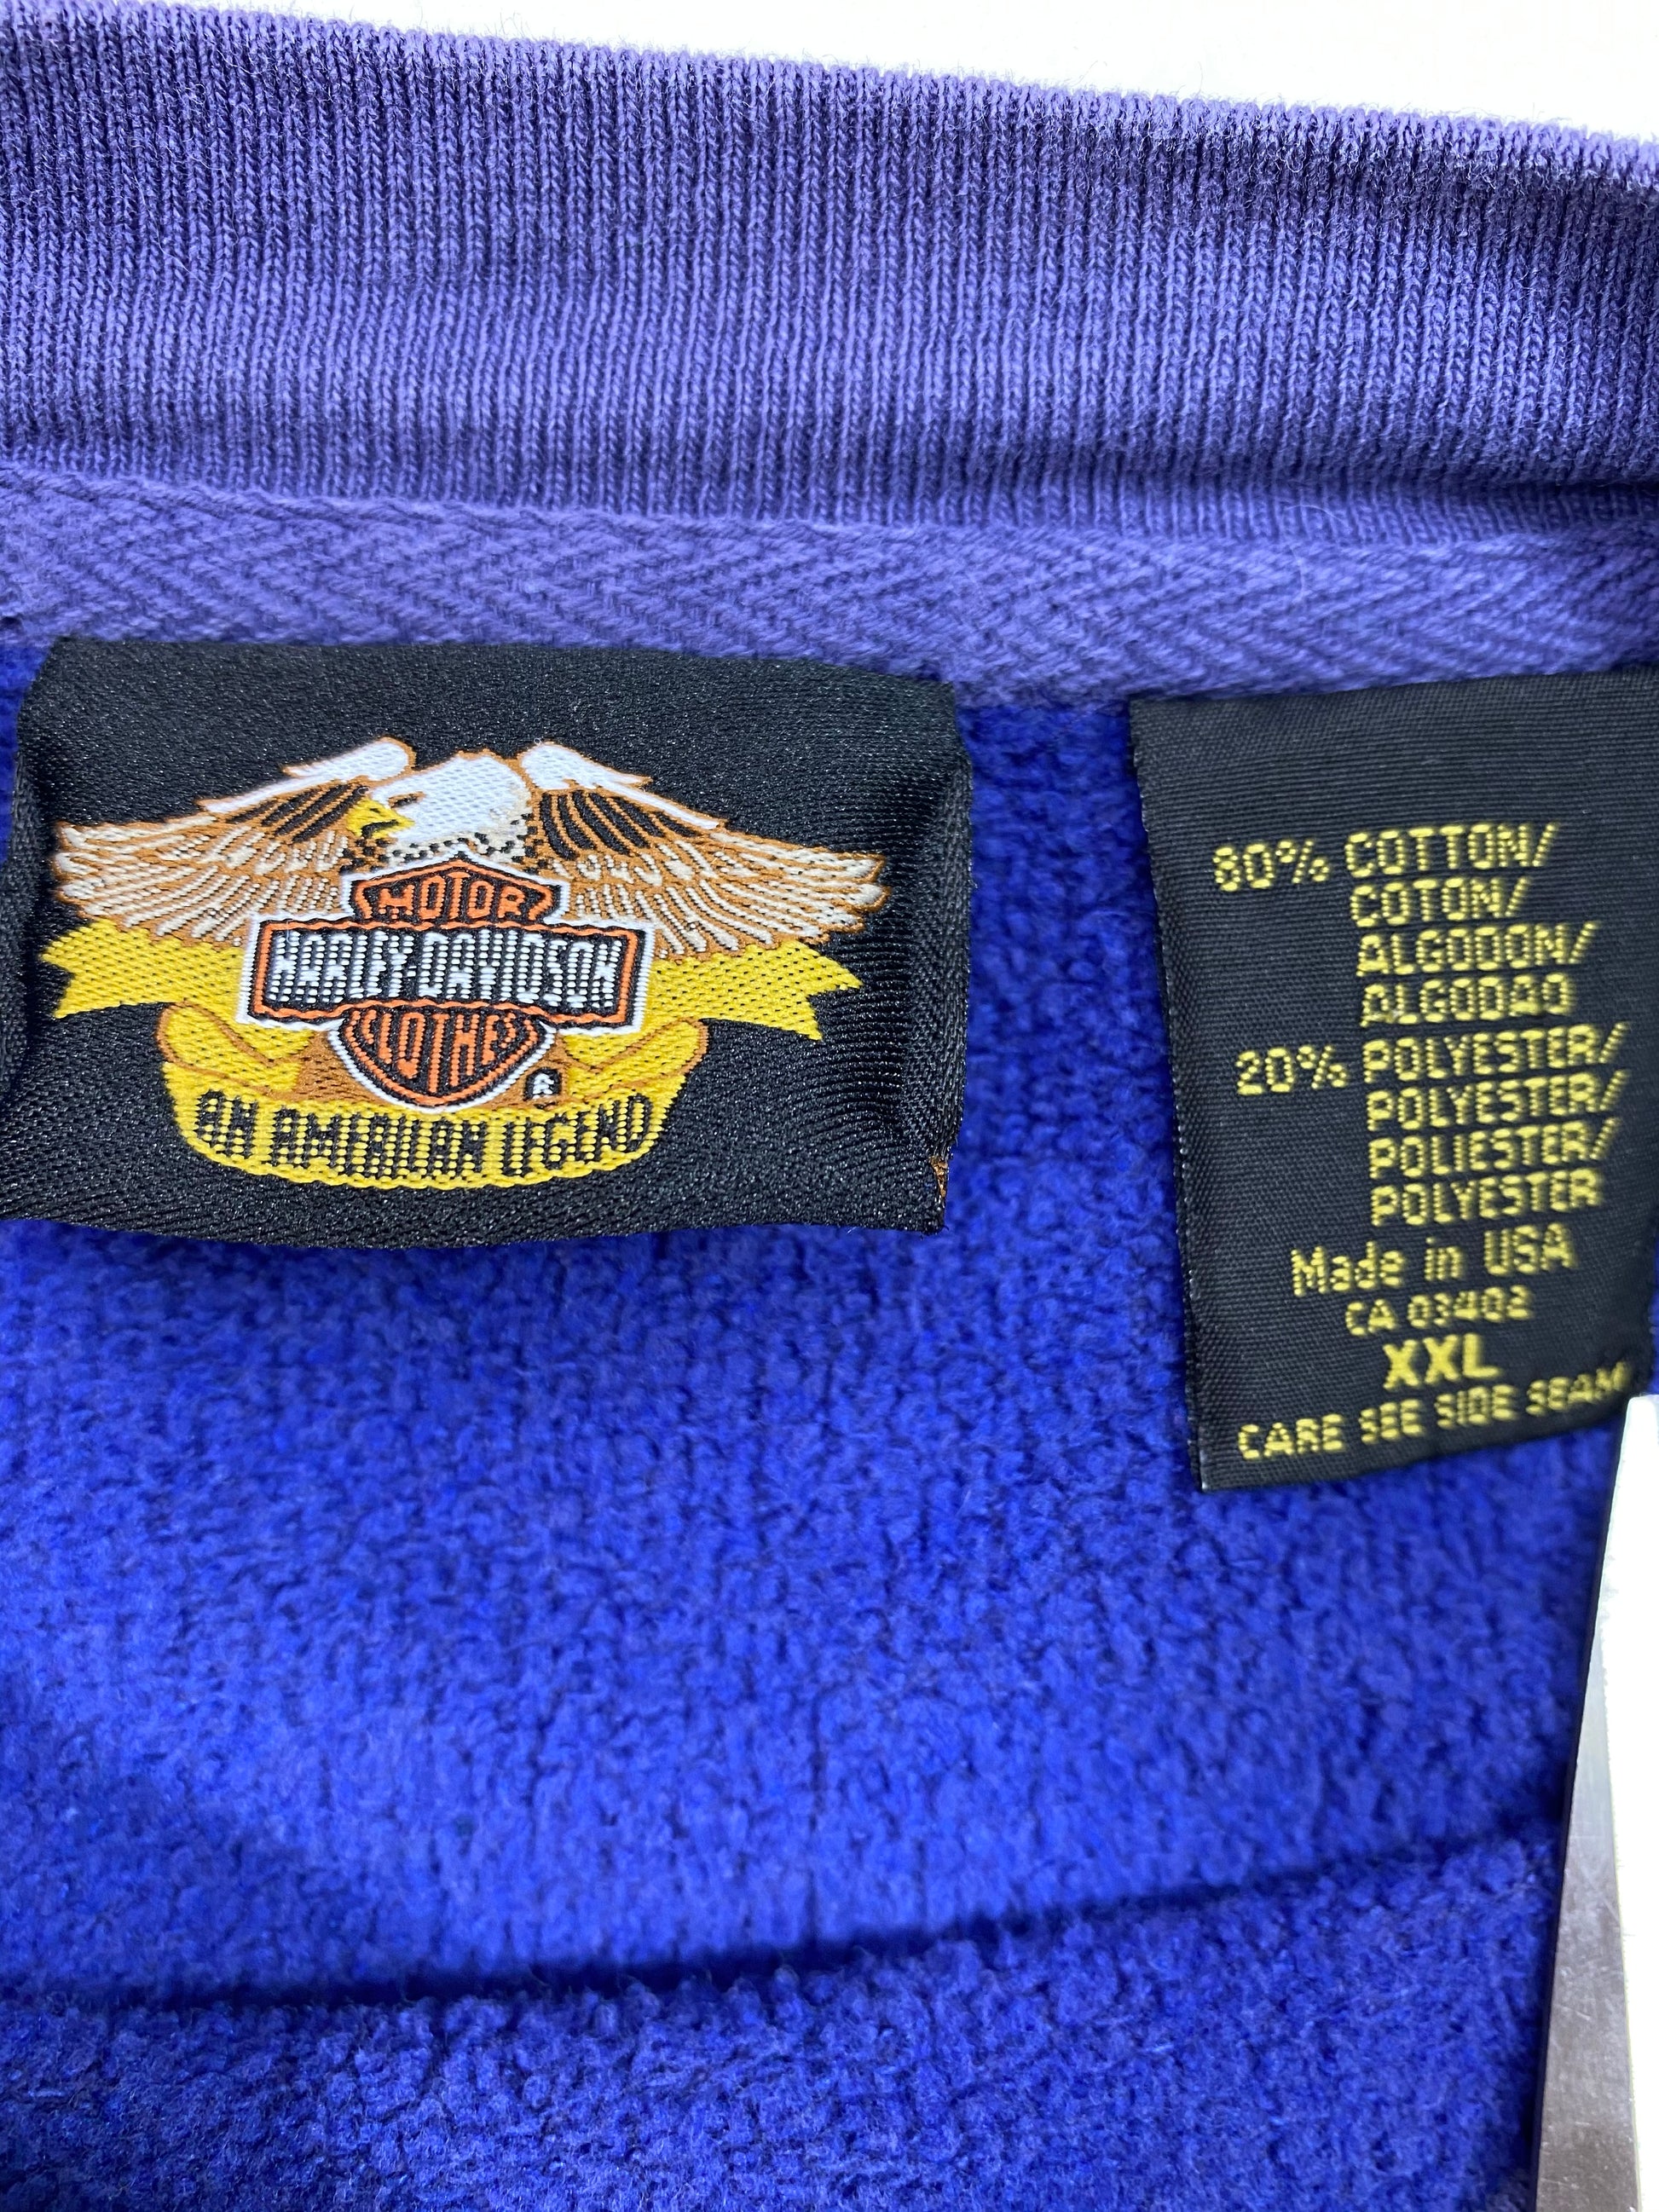 MOTOR
HARLEY-DAVIDSON
CLOTHES
®
AN AMERICAN LEGEND
80% COTTON/
COTON/
ALGODON/
ALGODAO
20% POLYESTER/
POLYESTER/
POLIESTER/
POLYESTER
Made in USA
CA 03402
XXL
CARE SEE SIDE SEAM